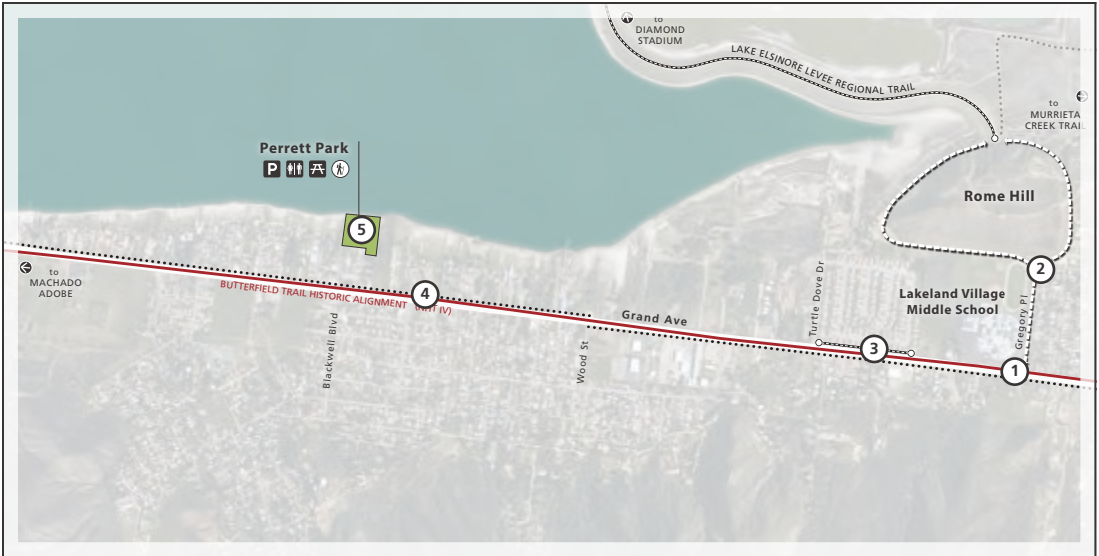 to
DIAMOND
STADIUM
LAKE ELSINORE LEVEE REGIONAL TRAIL
to
MURRIETA
CREEK TRAIL
Perrett Park
P
Rome Hill
5
2
to
MACHADO
ADOBE
BUTTERFIELD TRAIL HISTORIC ALIGNMENT
4
Lakeland Village
Middle School
Turtle Dove Dr
Gregory Pl
Grand Ave
Blackwell Blvd
Wood St
3
1